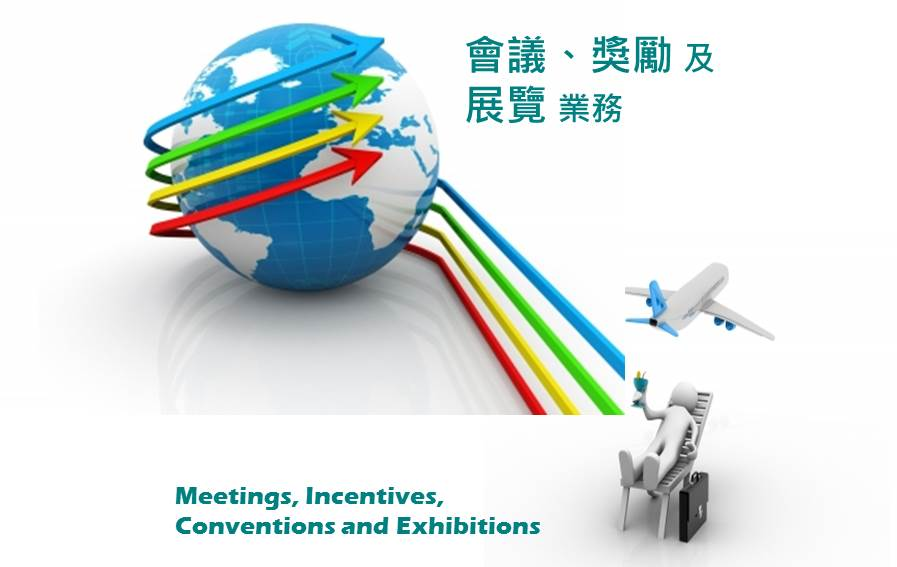 會議、獎勵 及
展覽 業務
Meetings, Incentives,
Conventions and Exhibitions